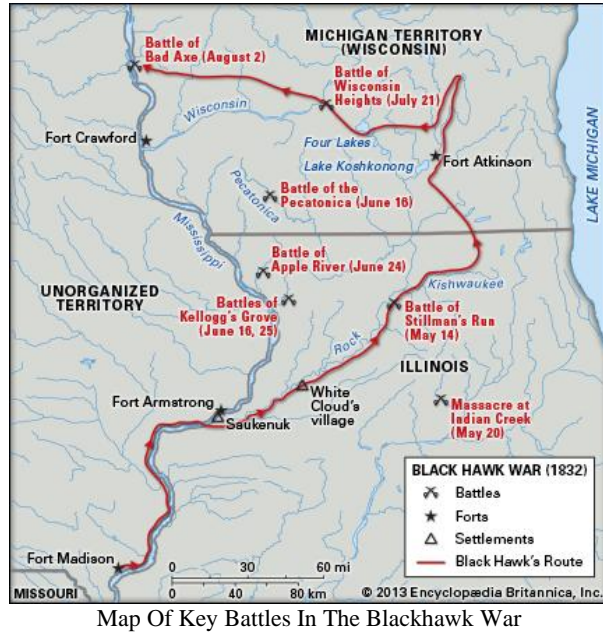 Battle of
Bad Axe (August 2)
MICHIGAN TERRITORY
(WISCONSIN)
Battle of
Wisconsin
Heights (July 21)
Wisconsin
Fort Crawford
Four Lakes
Lake Koshkonong
Fort Atkinson
LAKE MICHIGAN
Pecatonica
Battle of the
Pecatonica (June 16)
Mississippi
Battle of
Apple River (June 24)
UNORGANIZED
TERRITORY
Battles of
Kellogg's Grove
(June 16, 25)
Kishwaukee
Battle of
Stillman's Run
(May 14)
Rock
ILLINOIS
Fort Armstrong
Saukenuk
White
Cloud's
village
Massacre at
Indian Creek
(May 20)
BLACK HAWK WAR (1832)
Battles
Forts
Settlements
Black Hawk's Route
Fort Madison
0 30 60 mi
0 40 80 km
MISSOURI
© 2013 Encyclopædia Britannica, Inc.
Map Of Key Battles In The Blackhawk War